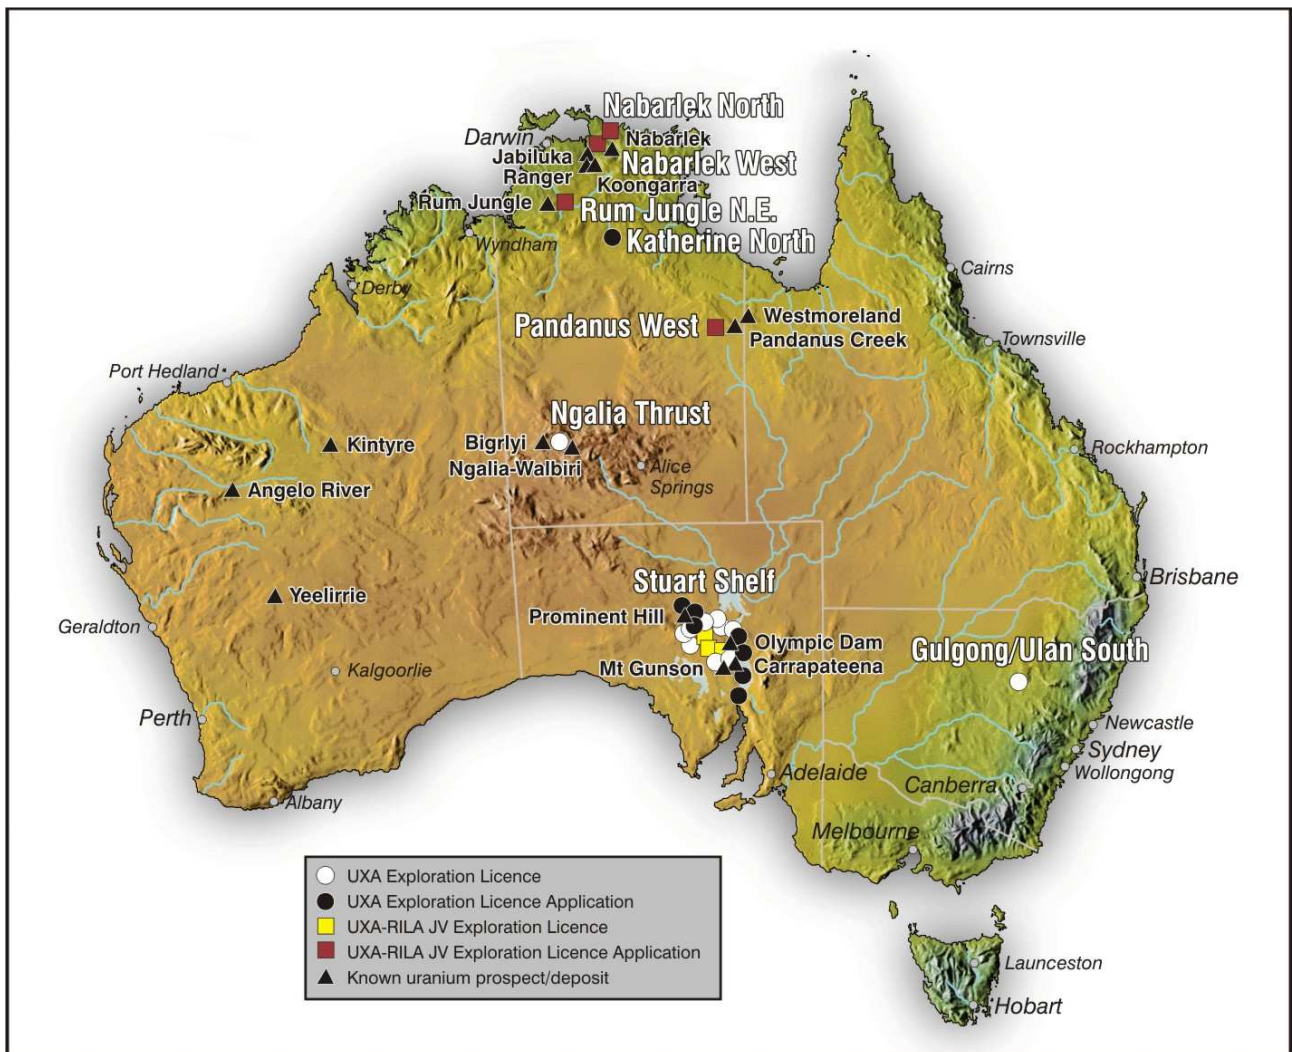 Nabarlek North
Darwin
Nabarlek
Jabiluka
Nabarlek West
Ranger
Koongarra
Rum Jungle
Rum Jungle N.E.
Wyndham
Katherine North
Cairns
Derby
Westmoreland
Pandanus West
Pandanus Creek
Townsville
Port Hedland
Ngalia Thrust
Kintyre
Bigrlyi
Rockhampton
Ngalia-Walbiri
Alice
Springs
Angelo River
Stuart Shelf
Brisbane
Yeelirrie
Prominent Hill
Geraldton
Olympic Dam
Gulgong/Ulan South
Carrapateena
Mt Gunson
Kalgoorlie
Perth
Newcastle
Sydney
Wollongong
Adelaide
Canberra
Albany
Melbourne
UXA Exploration Licence
UXA Exploration Licence Application
UXA-RILA JV Exploration Licence
UXA-RILA JV Exploration Licence Application
Known uranium prospect/deposit
Launceston
Hobart